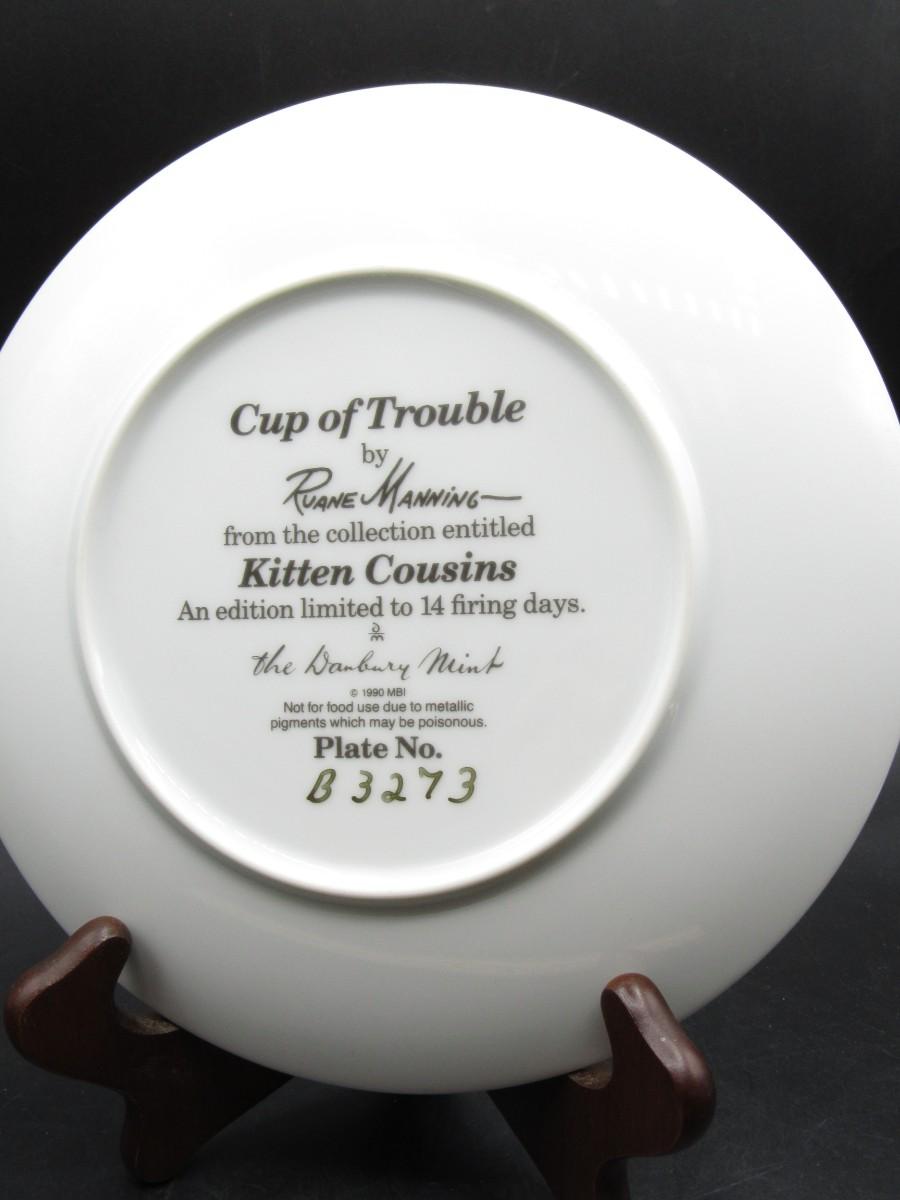 Cup of Trouble
by
Ruane Manning
from the collection entitled
Kitten Cousins
An edition limited to 14 firing days.
the Danbury Mint
© 1990 MBI
Not for food use due to metallic
pigments which may be poisonous.
Plate No.
B3273